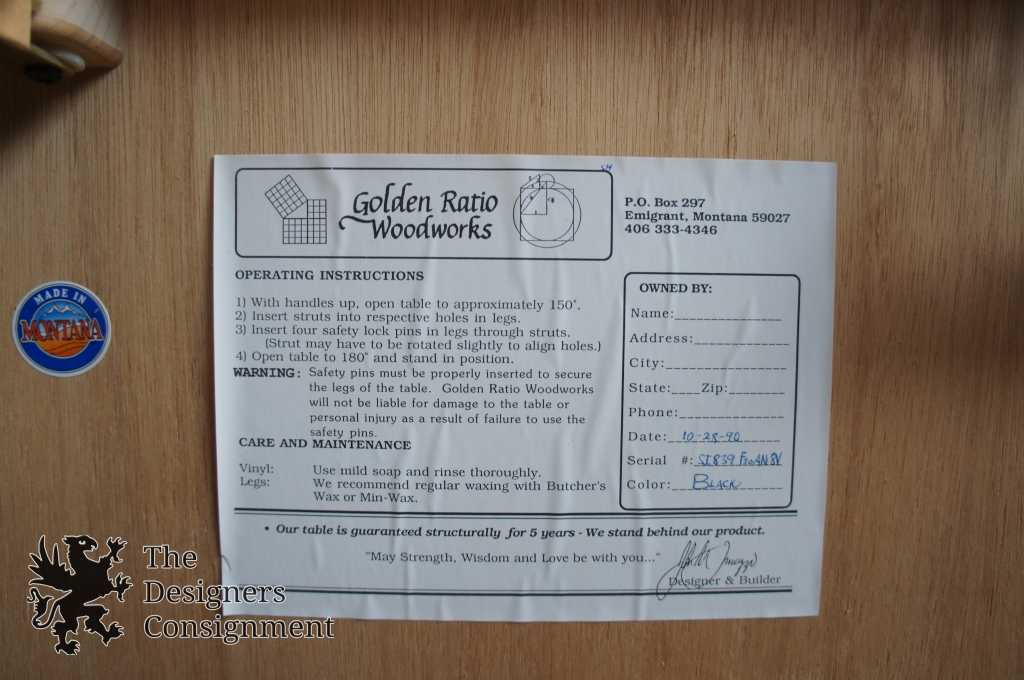 Golden Ratio
Woodworks
P.O. Box 297
Emigrant, Montana 59027
406 333-4346
OPERATING INSTRUCTIONS
1) With handles up, open table to approximately 150°.
2) Insert struts into respective holes in legs.
3) Insert four safety lock pins in legs through struts.
(Strut may have to be rotated slightly to align holes.)
4) Open table to 180° and stand in position.
WARNING: Safety pins must be properly inserted to secure
the legs of the table. Golden Ratio Woodworks
will not be liable for damage to the table or
personal injury as a result of failure to use the
safety pins.
CARE AND MAINTENANCE
Vinyl: Use mild soap and rinse thoroughly.
Legs: We recommend regular waxing with Butcher's
Wax or Min-Wax.
OWNED BY:
Name:
Address:
City:
State: Zip:
Phone:
Date: 10-28-90
Serial #:
Color: BLACK
• Our table is guaranteed structurally for 5 years - We stand behind our product.
"May Strength, Wisdom and Love be with you..."
Designer & Builder
MADE IN
MONTANA
The
Designers
Consignment